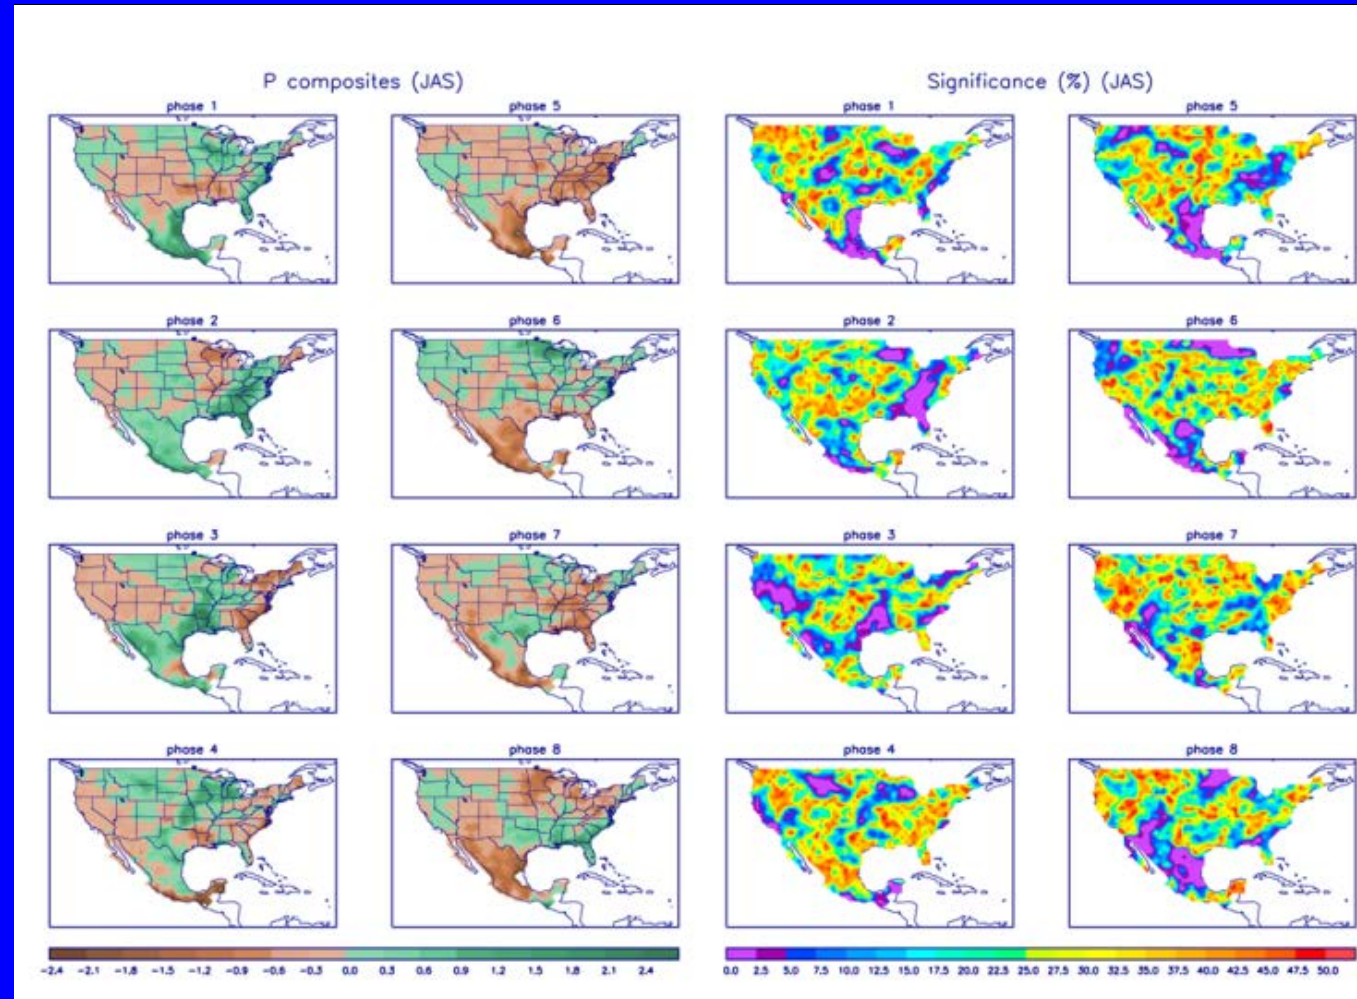 P composites (JAS)
Significance (%) (JAS)
phase 1
phase 5
phase 1
phase 5
phase 2
phase 6
phase 2
phase 6
phase 3
phase 7
phase 3
phase 7
phase 4
phase 8
phase 4
phase 8
-2.4 -2.1 -1.8 -1.2 -0.9 -0.6 -0.3 0.0 0.3 0.6 0.9 1.2 1.5 1.8 2.1 2.4
0.0 2.5 5.0 7.5 10.0 12.5 15.0 17.5 20.0 22.5 25.0 27.5 30.0 32.5 35.0 37.5 40.0 42.5 45.0 47.5 50.0